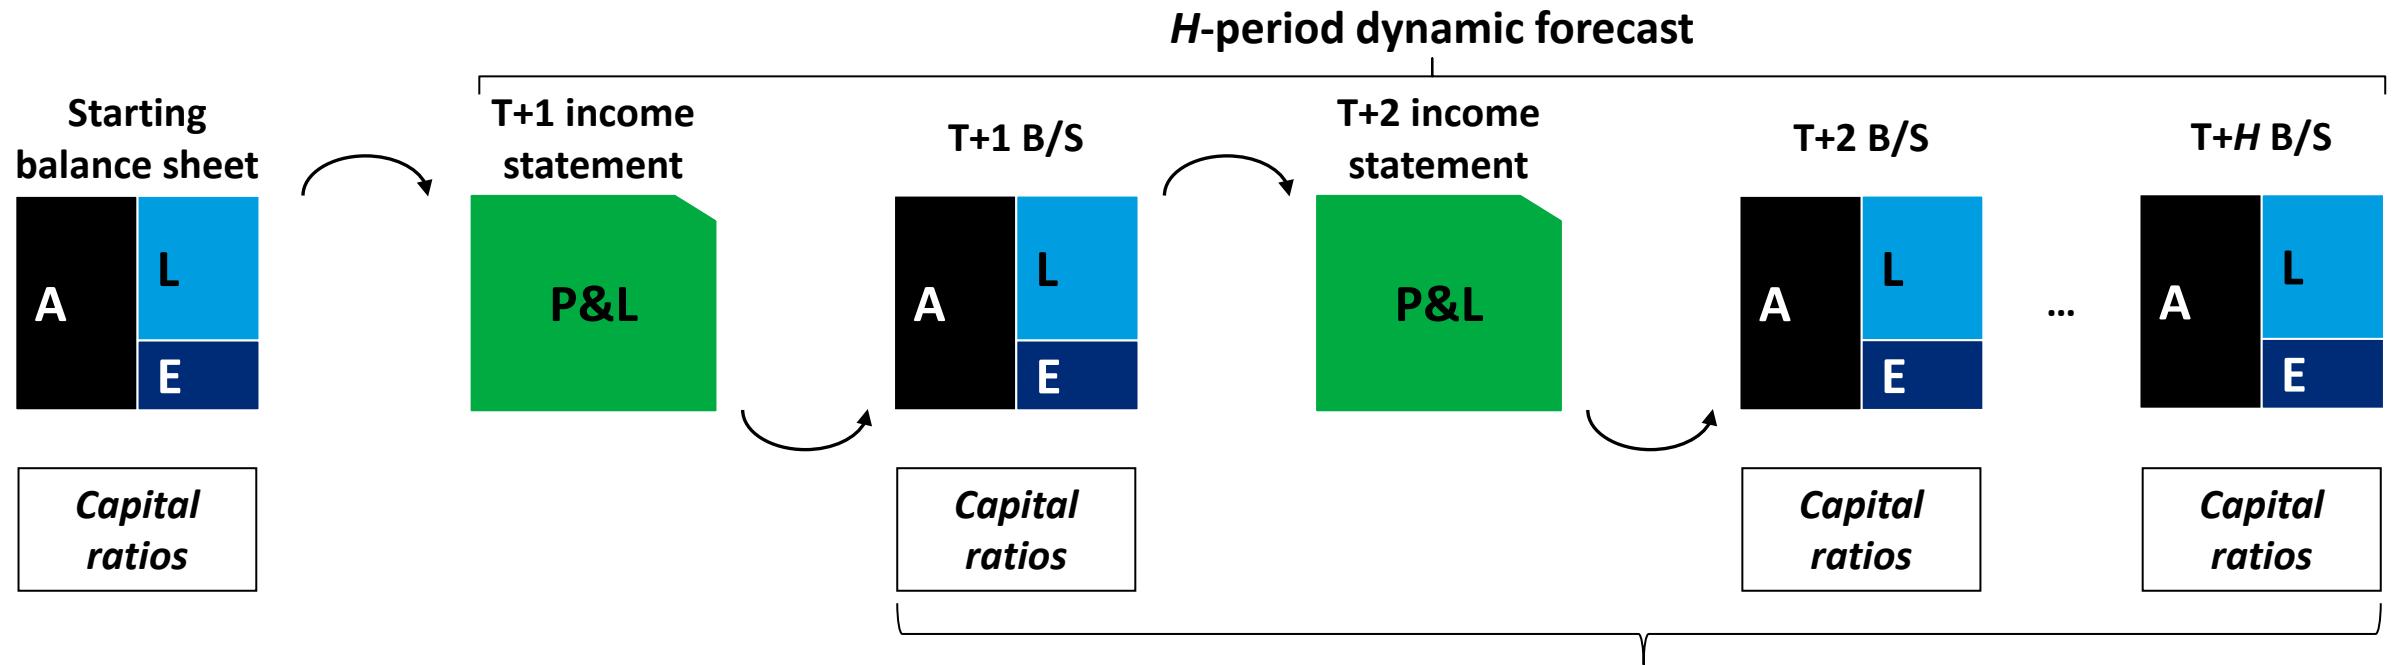 H-period dynamic forecast
Starting
balance sheet
T+1 income
statement
T+1 B/S
T+2 income
statement
T+2 B/S
T+H B/S
A
L
E
P&L
A
L
E
P&L
A
L
E
...
A
L
E
Capital
ratios
Capital
ratios
Capital
ratios
Capital
ratios